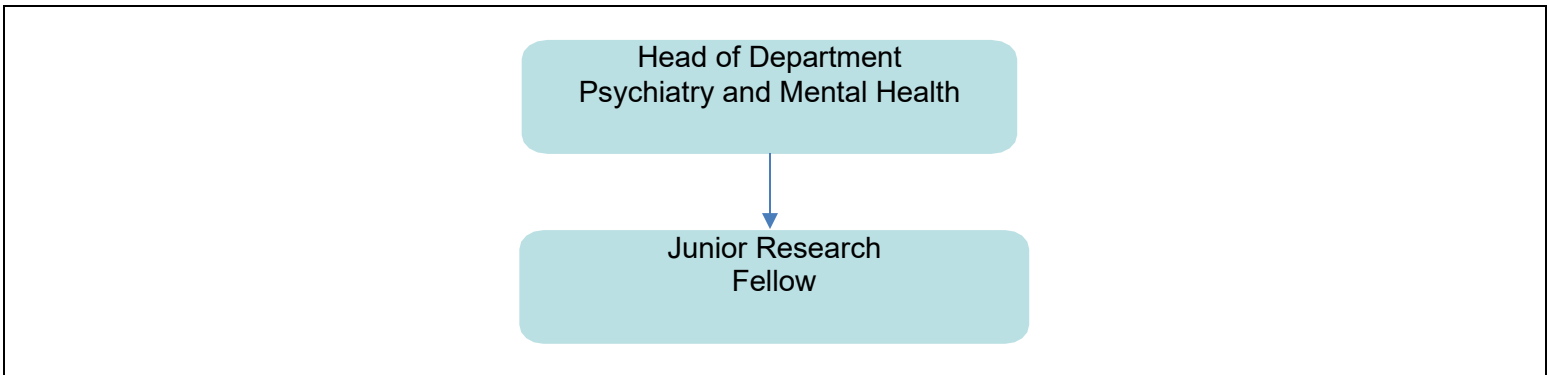 Head of Department
Psychiatry and Mental Health
Junior Research
Fellow